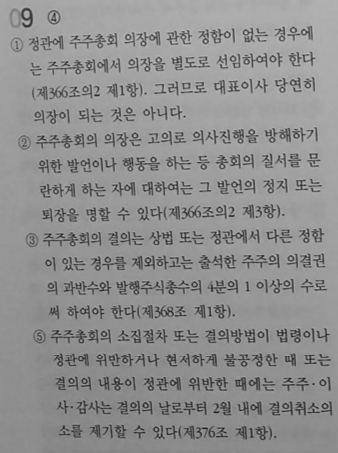 09 ④
① 정관에 주주총회 의장에 관한 정함이 없는 경우에
는 주주총회에서 의장을 별도로 선임하여야 한다
(제366조의2 제1항). 그러므로 대표이사 당연히
의장이 되는 것은 아니다.
② 주주총회의 의장은 고의로 의사진행을 방해하기
위한 발언이나 행동을 하는 등 총회의 질서를 문
란하게 하는 자에 대하여는 그 발언의 정지 또는
퇴장을 명할 수 있다(제366조의2 제3항).
③ 주주총회의 결의는 상법 또는 정관에서 다른 정함
이 있는 경우를 제외하고는 출석한 주주의 의결권
의 과반수와 발행주식총수의 4분의 1 이상의 수로
써 하여야 한다(제368조 제1항).
⑤ 주주총회의 소집절차 또는 결의방법이 법령이나
정관에 위반하거나 현저하게 불공정한 때 또는
결의의 내용이 정관에 위반한 때에는 주주·이
사·감사는 결의의 날로부터 2월 내에 결의취소의
소를 제기할 수 있다(제376조 제1항).